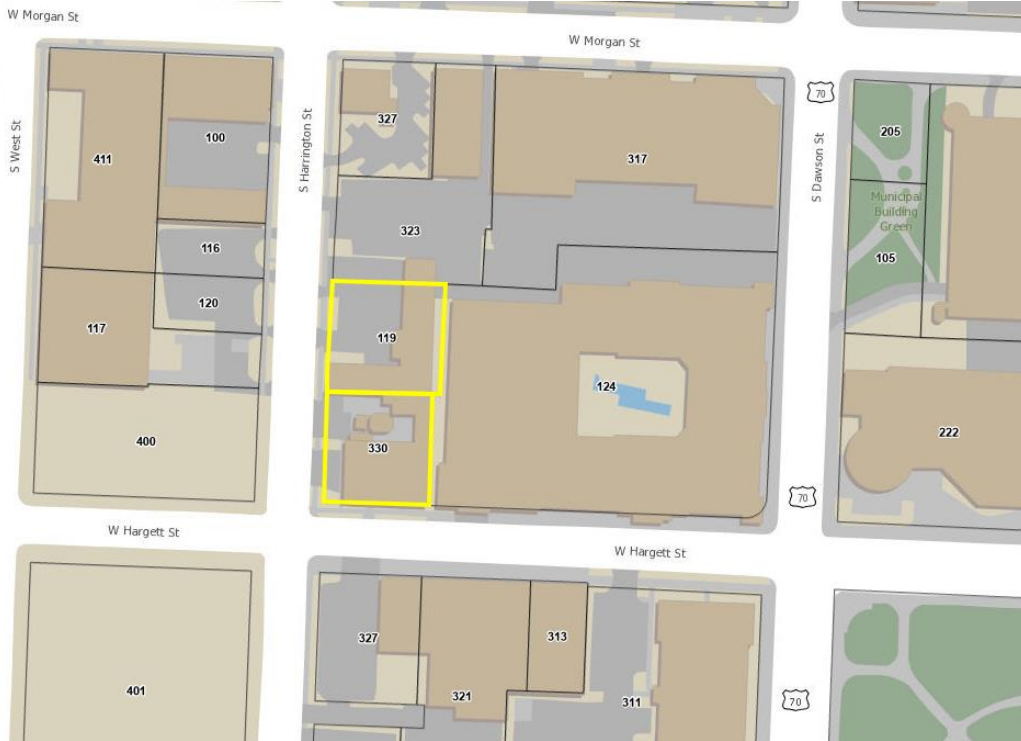 W Morgan St
W Morgan St
70
S West St
S Harrington St
S Dawson St
411
100
327
317
205
Municipal
Building
Green
116
323
105
120
117
119
124
400
330
222
70
W Hargett St
W Hargett St
327
313
401
321
311
70